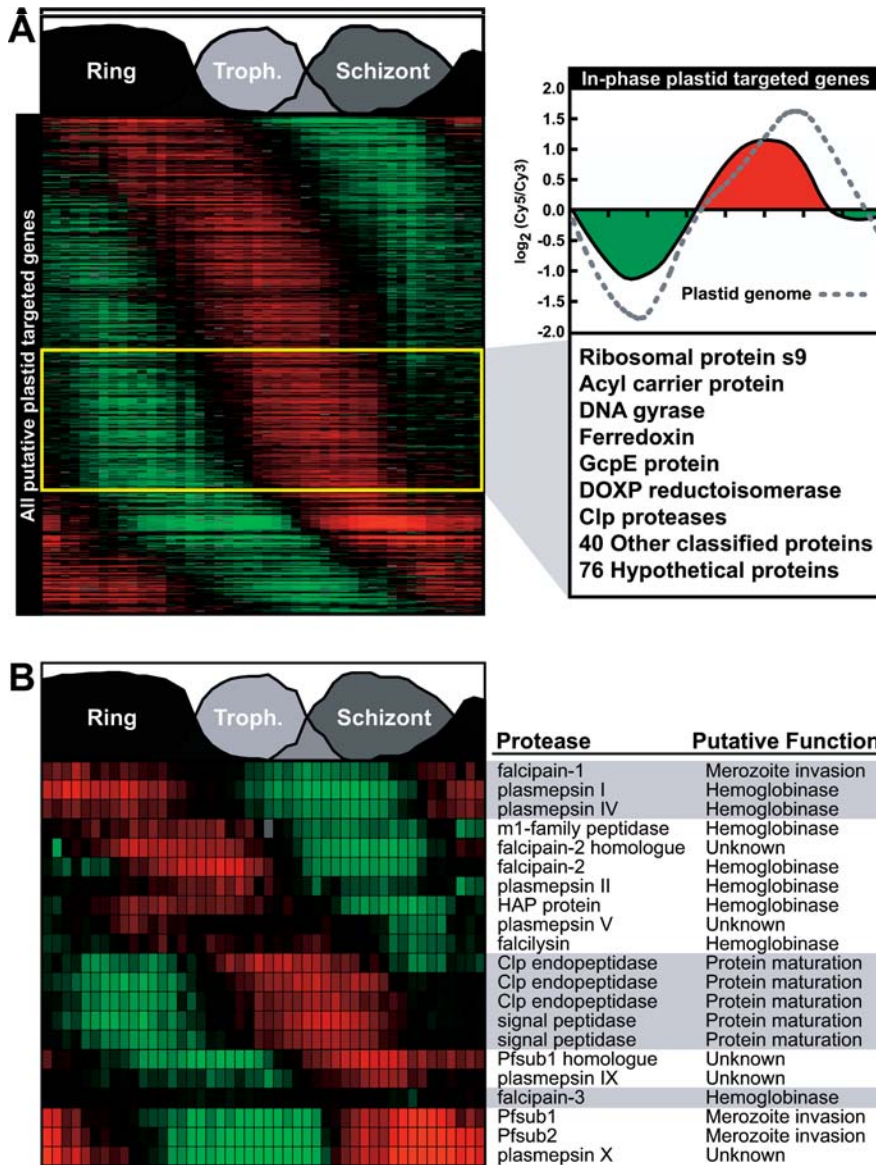 A
Ring
Troph.
Schizont
All putative plastid targeted genes
In-phase plastid targeted genes
log2 (Cy5/Cy3)
2.0
1.5
1.0
0.5
0.0
-0.5
-1.0
-1.5
-2.0
Plastid genome
Ribosomal protein s9
Acyl carrier protein
DNA gyrase
Ferredoxin
GcpE protein
DOXP reductoisomerase
Clp proteases
40 Other classified proteins
76 Hypothetical proteins
B
Ring
Troph.
Schizont
Protease Putative Function
falcipain-1 Merozoite invasion
plasmepsin I Hemoglobinase
plasmepsin IV Hemoglobinase
m1-family peptidase Hemoglobinase
falcipain-2 homologue Unknown
falcipain-2 Hemoglobinase
plasmepsin II Hemoglobinase
HAP protein Hemoglobinase
plasmepsin V Unknown
falcilysin Hemoglobinase
Clp endopeptidase Protein maturation
Clp endopeptidase Protein maturation
Clp endopeptidase Protein maturation
signal peptidase Protein maturation
signal peptidase Protein maturation
Pfsub1 homologue Unknown
plasmepsin IX Unknown
falcipain-3 Hemoglobinase
Pfsub1 Merozoite invasion
Pfsub2 Merozoite invasion
plasmepsin X Unknown